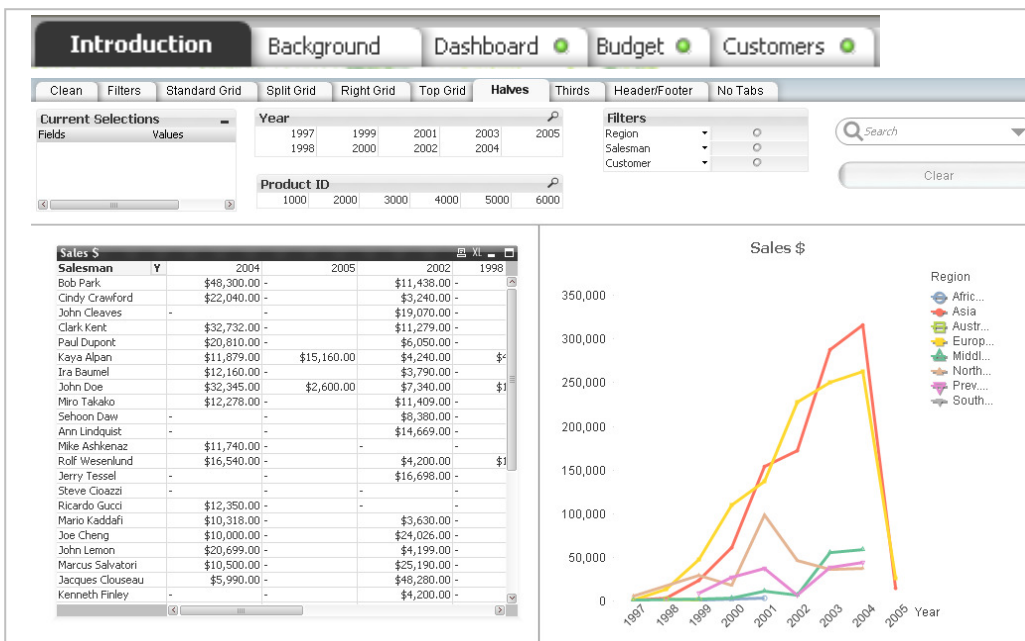 Introduction Background Dashboard Budget Customers
Clean Filters Standard Grid Split Grid Right Grid Top Grid Halves Thirds Header/Footer No Tabs
Current Selections
Fields Values
Year
1997 1999 2001 2003 2005
1998 2000 2002 2004
Product ID
1000 2000 3000 4000 5000 6000
Filters
Region
Salesman
Customer
Search
Clear
Sales $ XL
Salesman Y 2004 2005 2002 1998
Bob Park $48,300.00 - $11,438.00 -
Cindy Crawford $22,040.00 - $3,240.00 -
John Cleaves - - $19,070.00 -
Clark Kent $32,732.00 - $11,279.00 -
Paul Dupont $20,810.00 - $6,050.00 -
Kaya Alpan $11,879.00 $15,160.00 $4,240.00 $4
Ira Baumel $12,160.00 - $3,790.00 -
John Doe $32,345.00 $2,600.00 $7,340.00 $1
Miro Takako $12,278.00 - $11,409.00 -
Sehoon Daw - - $8,380.00 -
Ann Lindquist - - $14,669.00 -
Mike Ashkenaz $11,740.00 - - -
Rolf Wesenlund $16,540.00 - $4,200.00 $1
Jerry Tessel - - $16,698.00 -
Steve Cioazzi - - - -
Ricardo Gucci $12,350.00 - - -
Mario Kaddafi $10,318.00 - $3,630.00 -
Joe Cheng $10,000.00 - $24,026.00 -
John Lemon $20,699.00 - $4,199.00 -
Marcus Salvatori $10,500.00 - $25,190.00 -
Jacques Clouseau $5,990.00 - $48,280.00 -
Kenneth Finley - - $4,200.00 -
Sales $
350,000
300,000
250,000
200,000
150,000
100,000
50,000
0
1997 1998 1999 2000 2001 2002 2003 2004 2005 Year
Region
Afric...
Asia
Austr...
Europ...
Middl...
North...
Prev....
South...